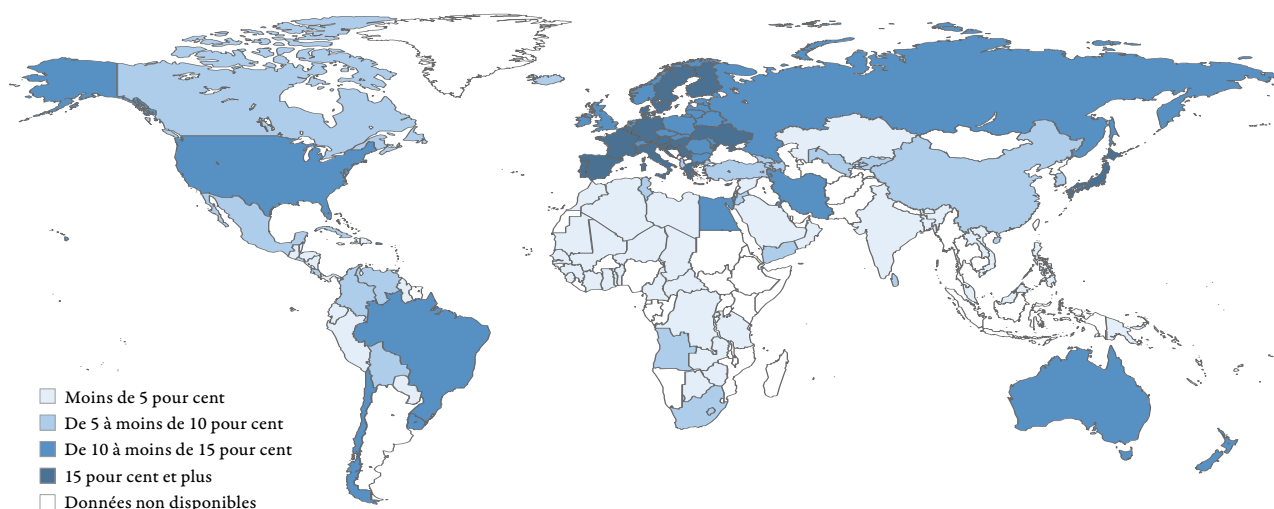 Moins de 5 pour cent
De 5 à moins de 10 pour cent
De 10 à moins de 15 pour cent
15 pour cent et plus
Données non disponibles